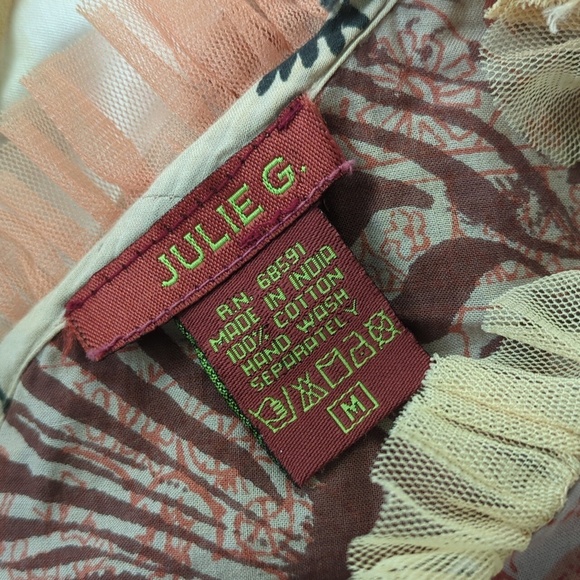 JULIE G.
R.N. 68591
MADE IN INDIA
100% COTTON
HAND WASH
SEPARATELY
M